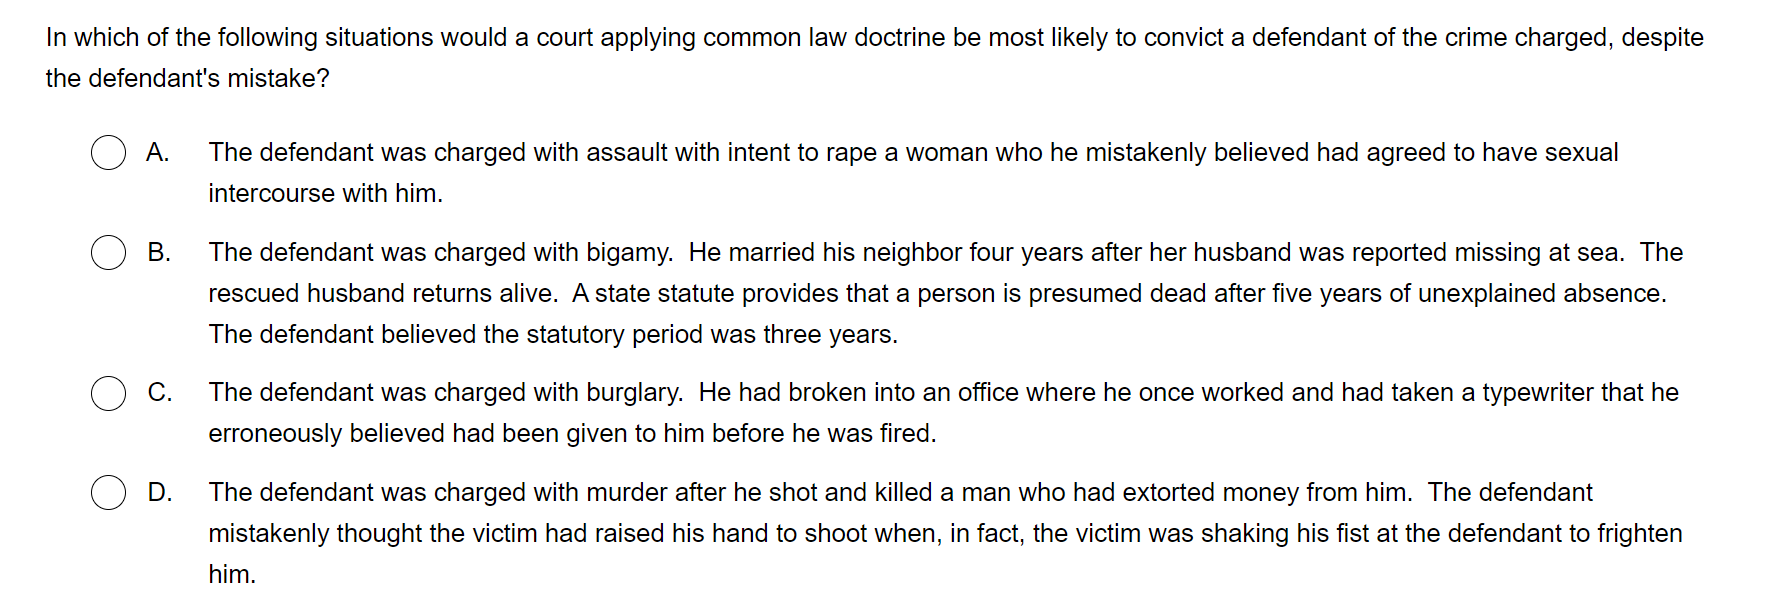 In which of the following situations would a court applying common law doctrine be most likely to convict a defendant of the crime charged, despite
the defendant's mistake?
A. The defendant was charged with assault with intent to rape a woman who he mistakenly believed had agreed to have sexual
intercourse with him.
B. The defendant was charged with bigamy. He married his neighbor four years after her husband was reported missing at sea. The
rescued husband returns alive. A state statute provides that a person is presumed dead after five years of unexplained absence.
The defendant believed the statutory period was three years.
C. The defendant was charged with burglary. He had broken into an office where he once worked and had taken a typewriter that he
erroneously believed had been given to him before he was fired.
D. The defendant was charged with murder after he shot and killed a man who had extorted money from him. The defendant
mistakenly thought the victim had raised his hand to shoot when, in fact, the victim was shaking his fist at the defendant to frighten
him.